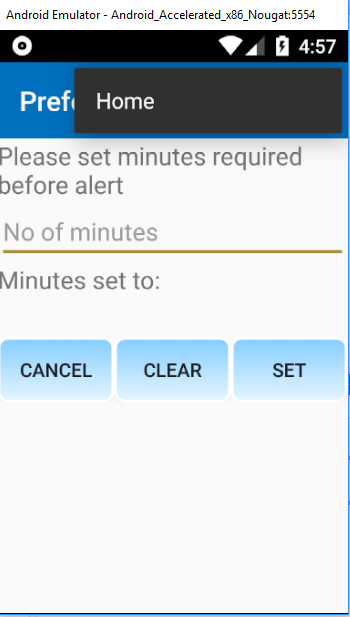 Android Emulator - Android_Accelerated_x86_Nougat:5554
4:57
Prefe
Home
Please set minutes required
before alert
No of minutes
Minutes set to:
CANCEL CLEAR SET